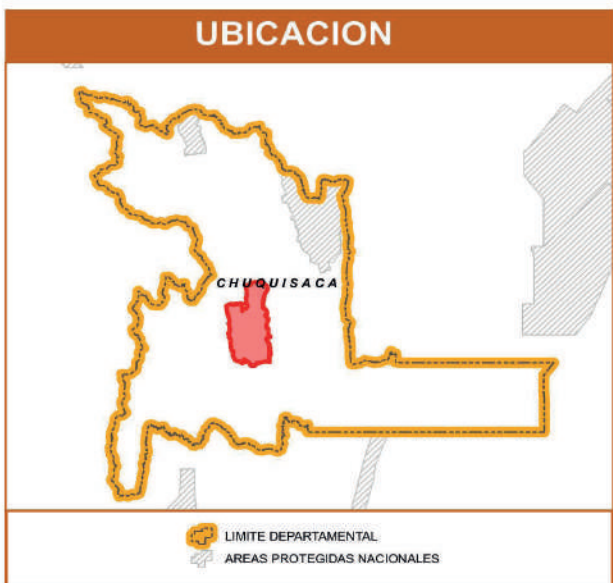 UBICACION
CHUQUISACA
LIMITE DEPARTAMENTAL
AREAS PROTEGIDAS NACIONALES